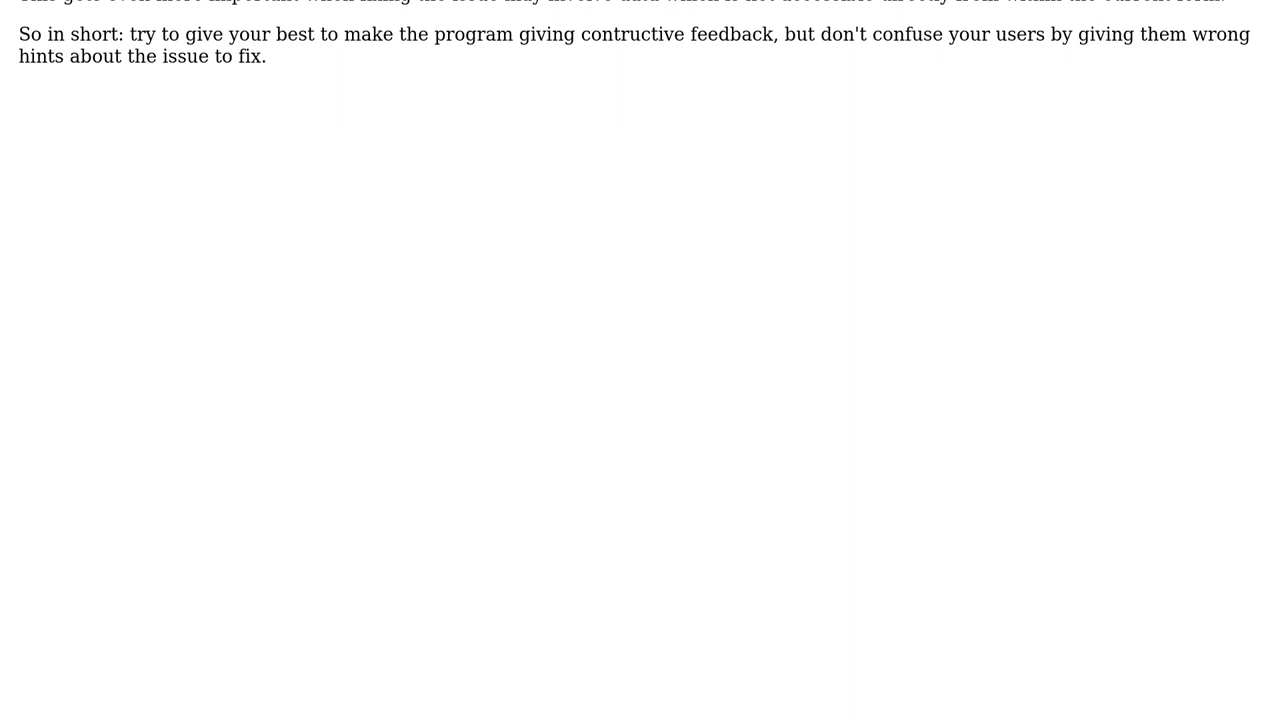 So in short: try to give your best to make the program giving contructive feedback, but don't confuse your users by giving them wrong
hints about the issue to fix.